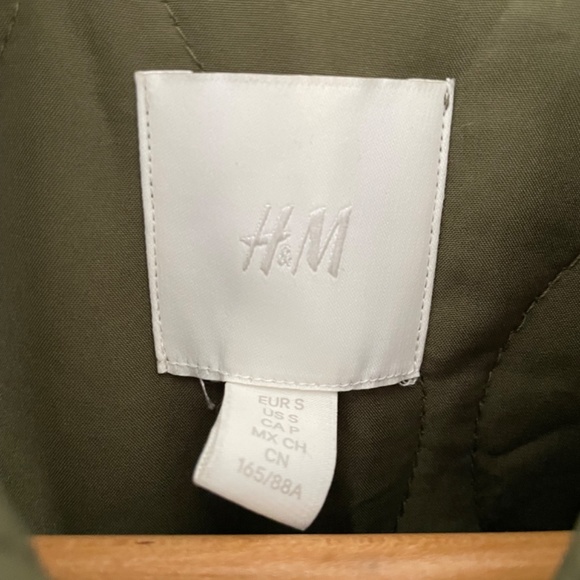 H&M
EUR S
US S
CA P
MX CH
CN
165/88A